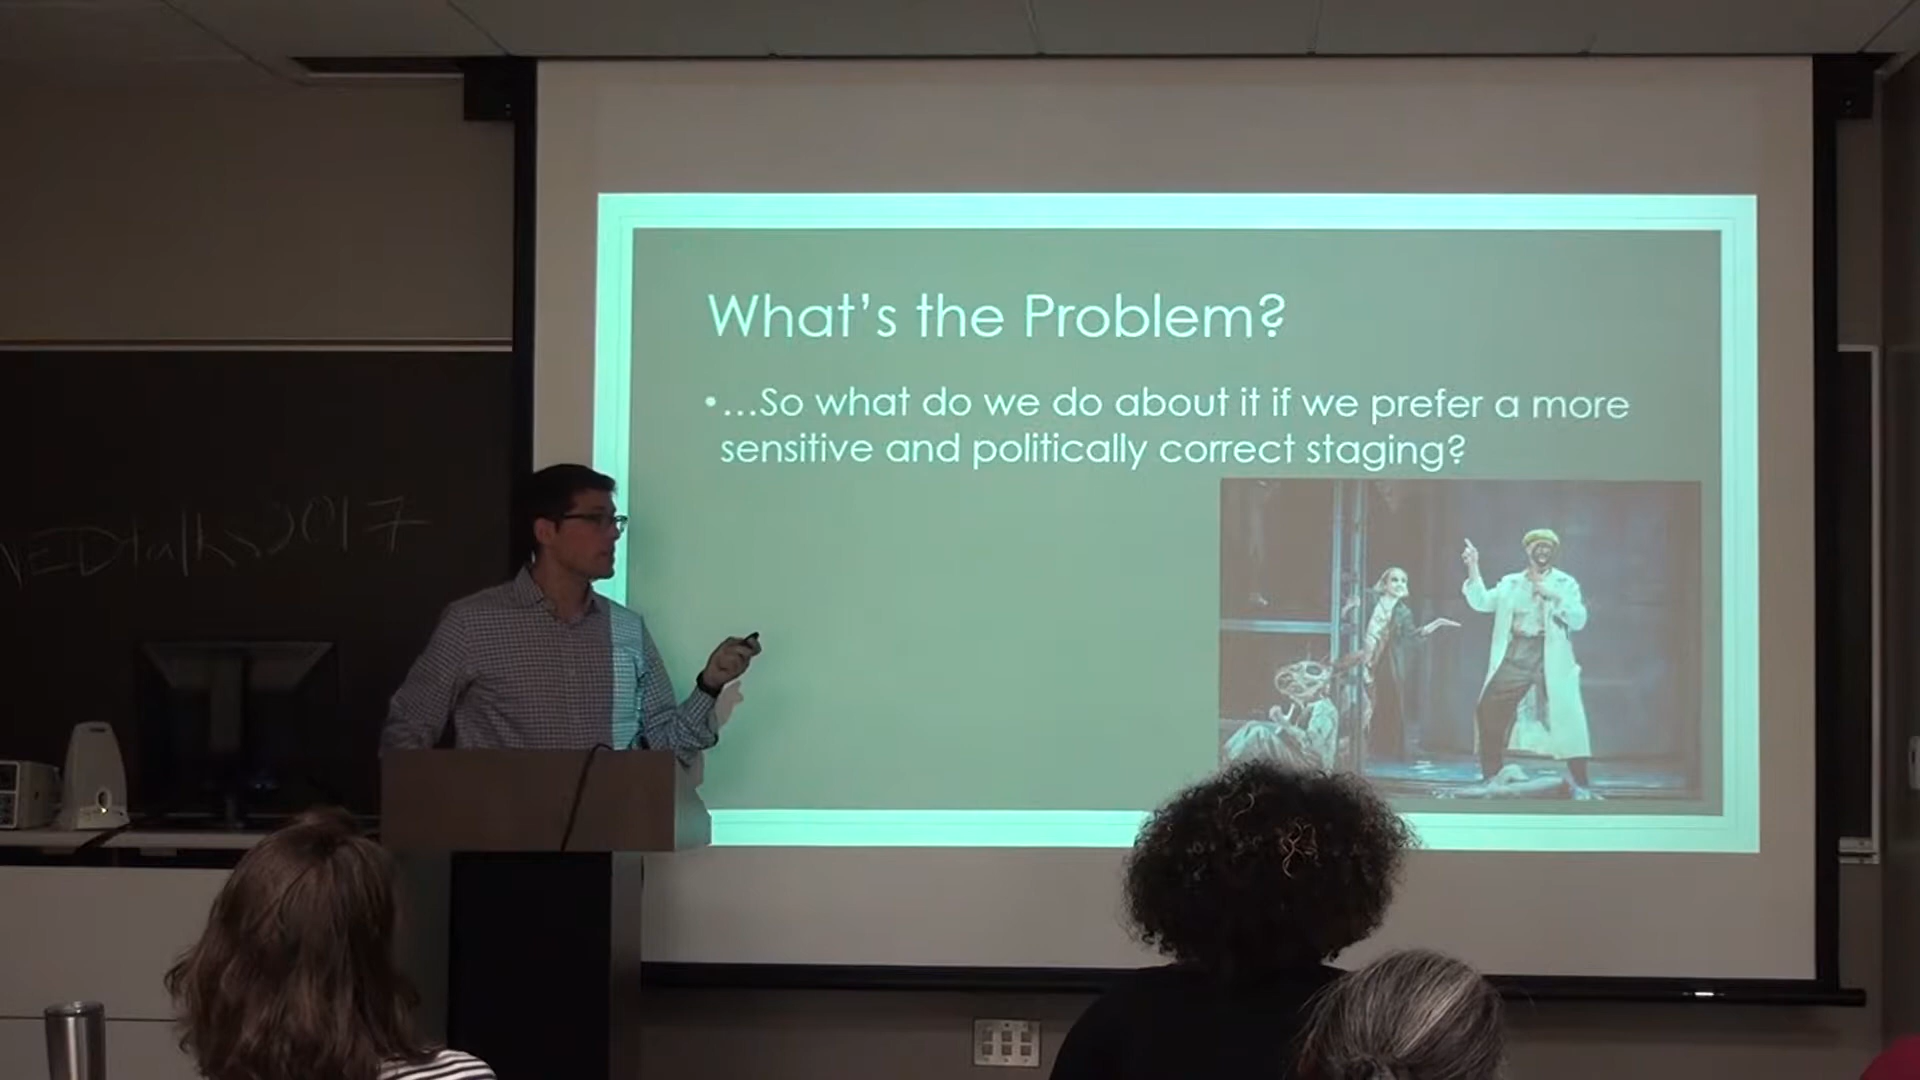 What's the Problem?
•...So what do we do about it if we prefer a more
sensitive and politically correct staging?
NEDtalks2017